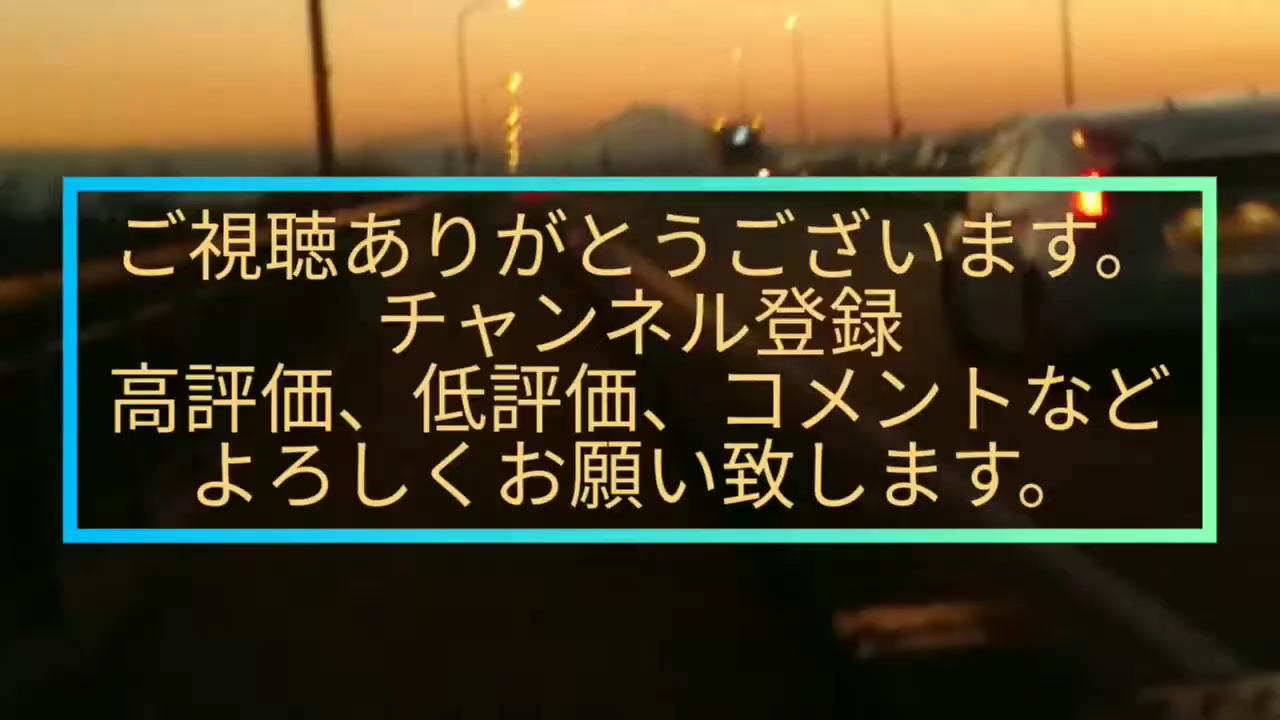 ご視聴ありがとうございます。
チャンネル登録
高評価、低評価、コメントなど
よろしくお願い致します。